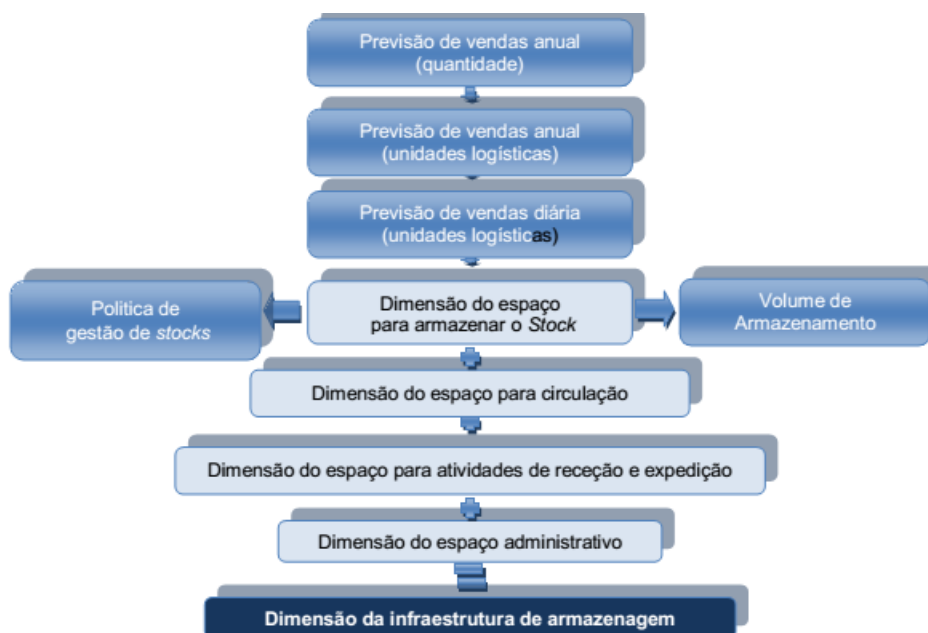 Previsão de vendas anual
(quantidade)
Previsão de vendas anual
(unidades logísticas)
Previsão de vendas diária
(unidades logísticas)
Politica de
gestão de stocks
Dimensão do espaço
para armazenar o Stock
Volume de
Armazenamento
Dimensão do espaço para circulação
Dimensão do espaço para atividades de receção e expedição
Dimensão do espaço administrativo
Dimensão da infraestrutura de armazenagem